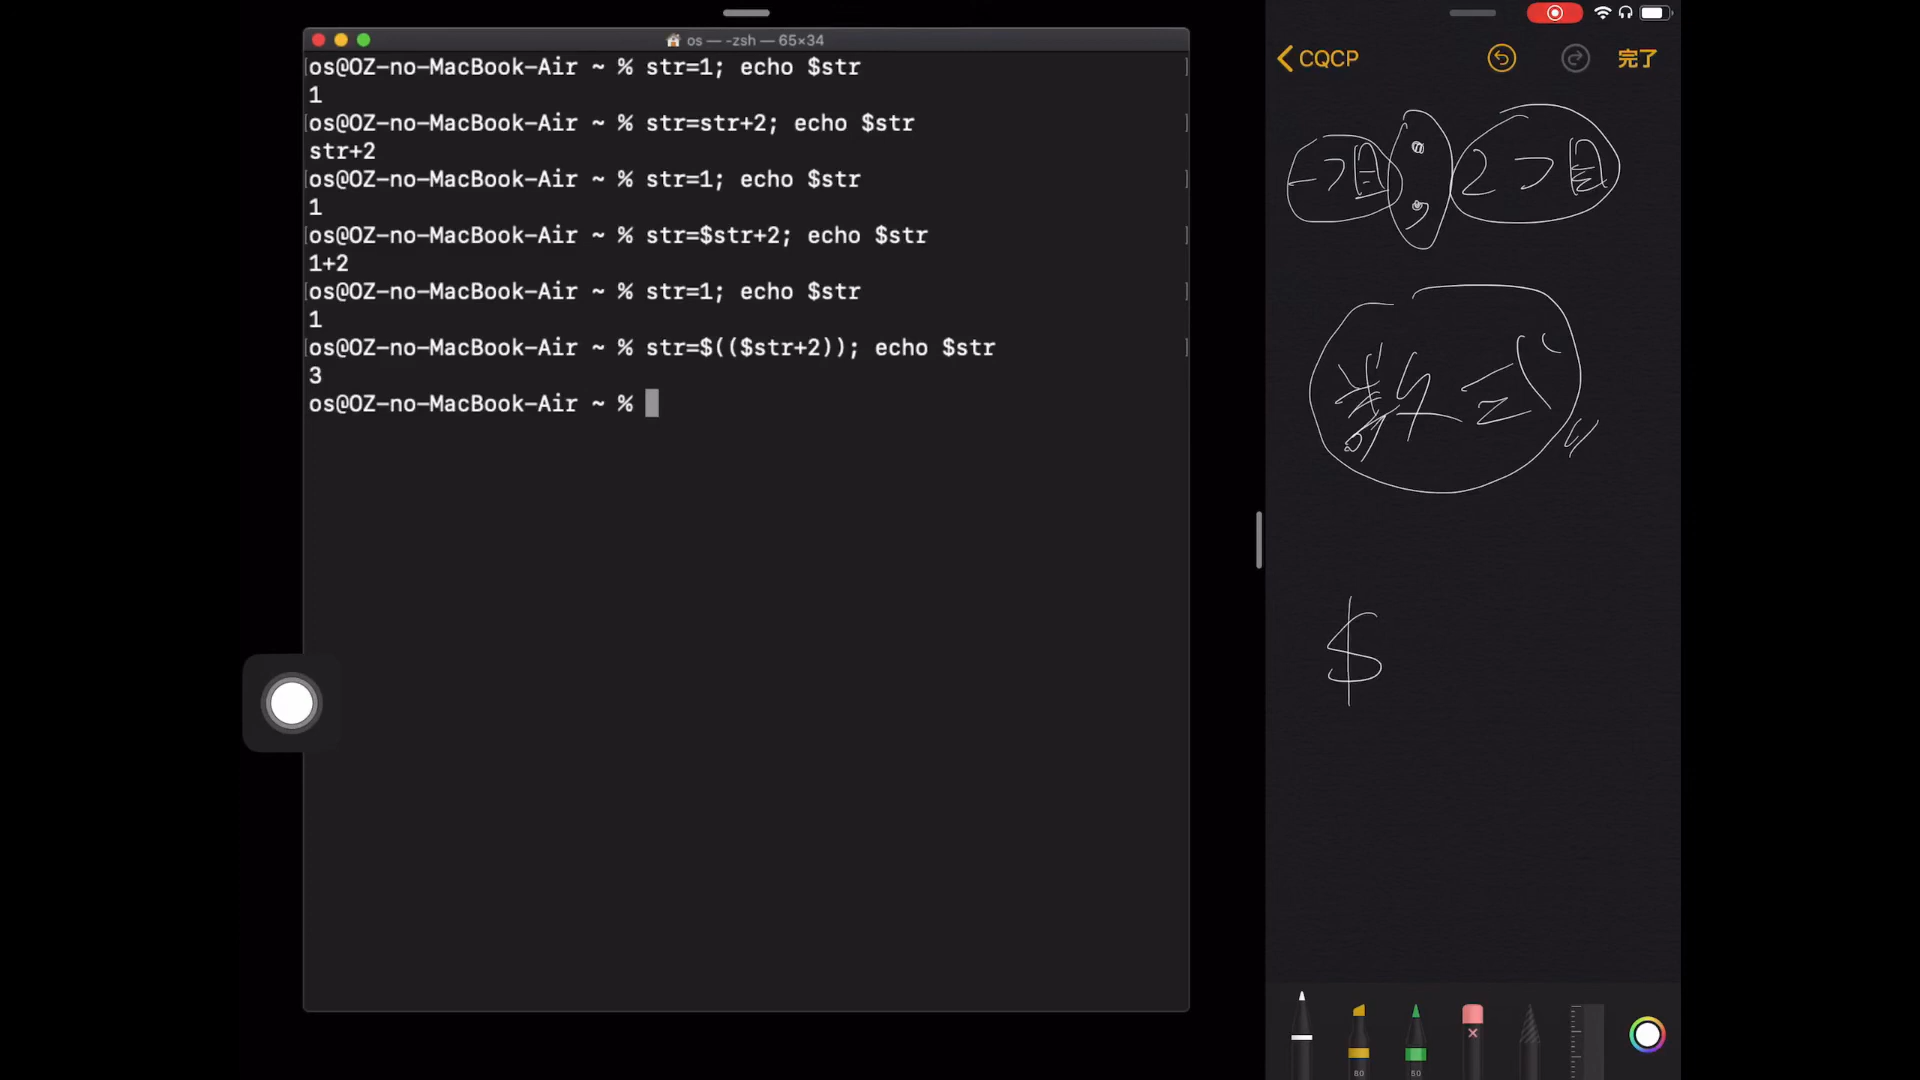 os — -zsh — 65×34
os@OZ-no-MacBook-Air ~ % str=1; echo $str
1
os@OZ-no-MacBook-Air ~ % str=str+2; echo $str
str+2
os@OZ-no-MacBook-Air ~ % str=1; echo $str
1
os@OZ-no-MacBook-Air ~ % str=$str+2; echo $str
1+2
os@OZ-no-MacBook-Air ~ % str=1; echo $str
1
os@OZ-no-MacBook-Air ~ % str=$(($str+2)); echo $str
3
os@OZ-no-MacBook-Air ~ %
CQCP
完了
一つ目
;
2つ目
数式
$
80
50